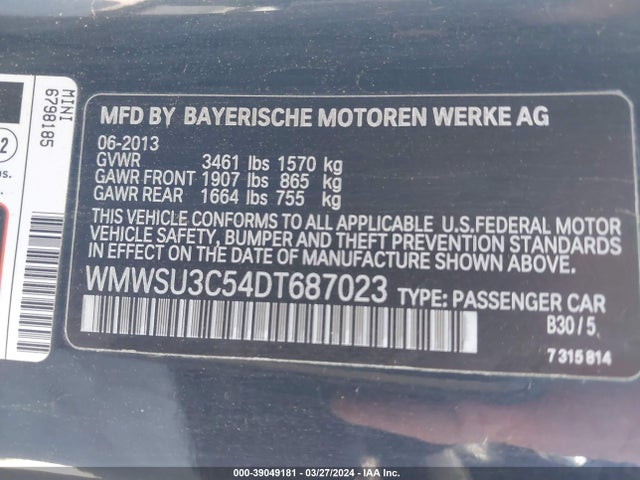 MINI
6798185
2
bs.
MFD BY BAYERISCHE MOTOREN WERKE AG
06-2013
GVWR 3461 lbs 1570 kg
GAWR FRONT 1907 lbs 865 kg
GAWR REAR 1664 lbs 755 kg
THIS VEHICLE CONFORMS TO ALL APPLICABLE U.S.FEDERAL MOTOR
VEHICLE SAFETY, BUMPER, AND THEFT PREVENTION STANDARDS
IN EFFECT ON THE DATE OF MANUFACTURE SHOWN ABOVE.
WMWSU3C54DT687023 TYPE: PASSENGER CAR
B30 / 5
7 315 814
000-39049181 - 03/27/2024 - IAA Inc.